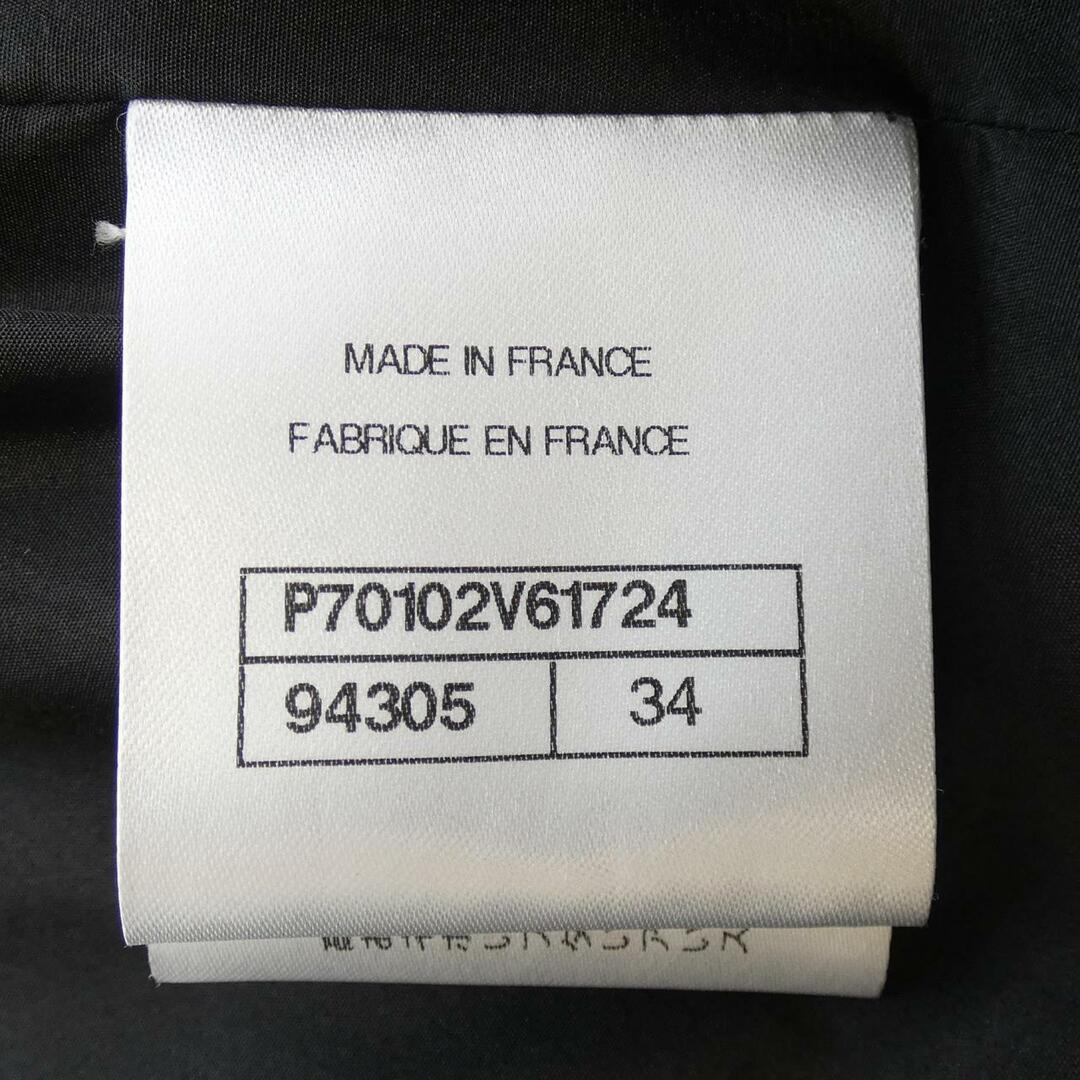 MADE IN FRANCE
FABRIQUE EN FRANCE
P70102V61724
94305 34